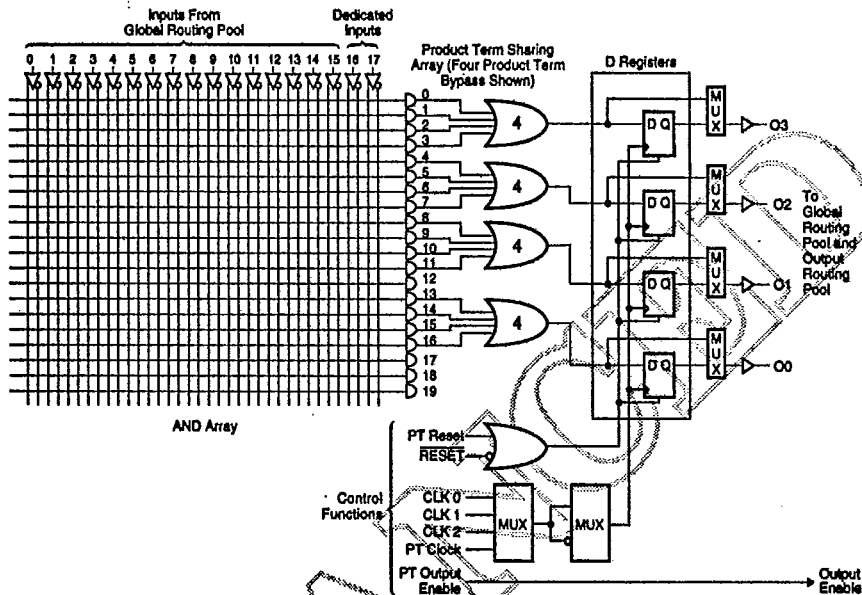 Inputs From
Global Routing Pool
Dedicated
Inputs
0 1 2 3 4 5 6 7 8 9 10 11 12 13 14 15 16 17
Product Term Sharing
Array (Four Product Term
Bypass Shown)
D Registers
0
1
2
3
4
5
6
7
8
9
10
11
12
13
14
15
16
17
18
19
4
4
4
4
D Q
D Q
D Q
D Q
MUX
MUX
MUX
MUX
O3
O2
O1
O0
To
Global
Routing
Pool and
Output
Routing
Pool
AND Array
Control
Functions
PT Reset
RESET
CLK 0
CLK 1
CLK 2
PT Clock
MUX
MUX
PT Output
Enable
Output
Enable